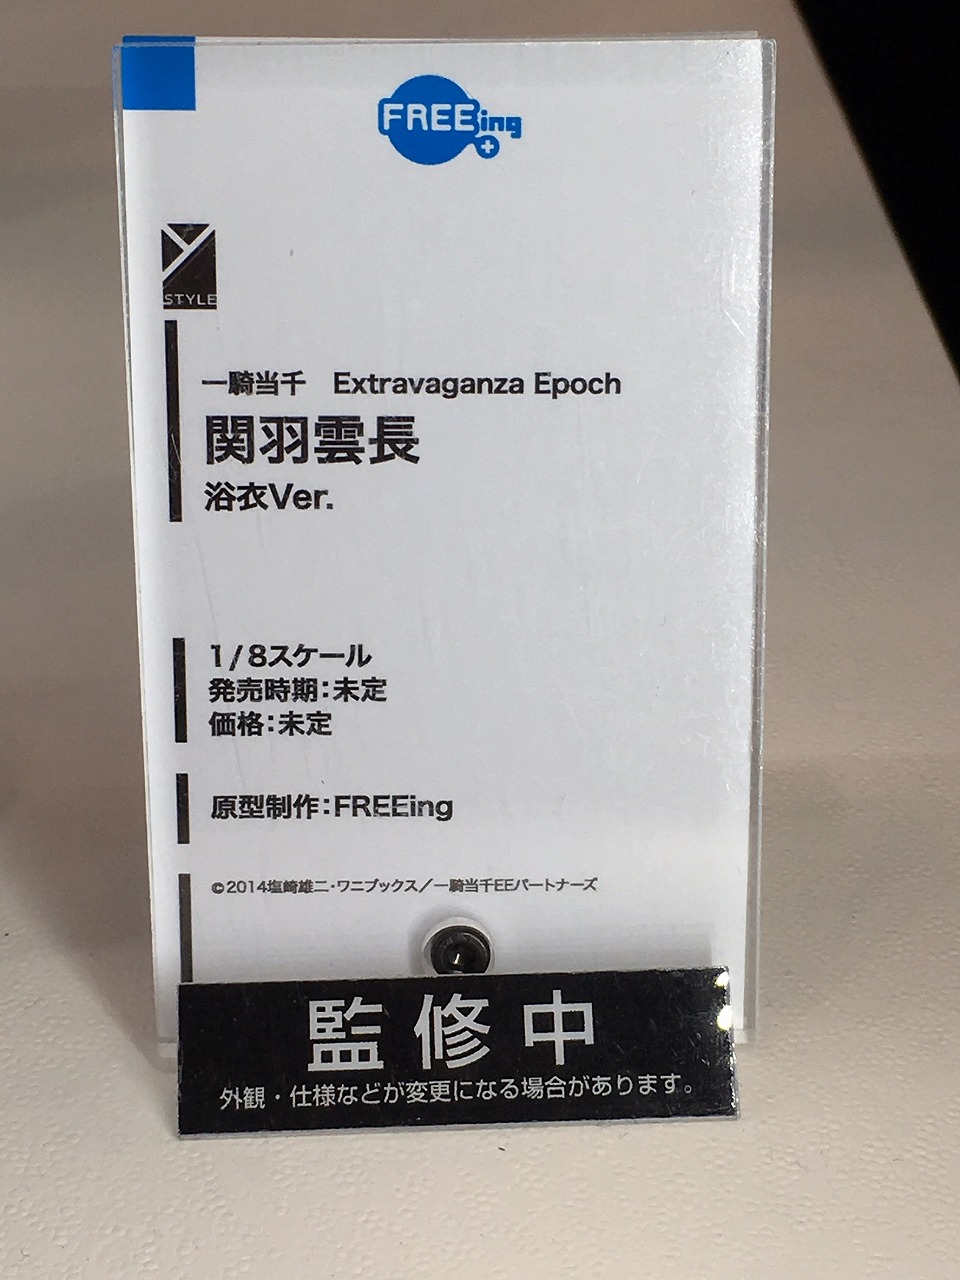 FREEing
Y
STYLE
一騎当千　Extravaganza Epoch
関羽雲長
浴衣Ver.
1/8スケール
発売時期：未定
価格：未定
原型制作：FREEing
©2014塩崎雄二・ワニブックス／一騎当千EEパートナーズ
監修中
外観・仕様などが変更になる場合があります。